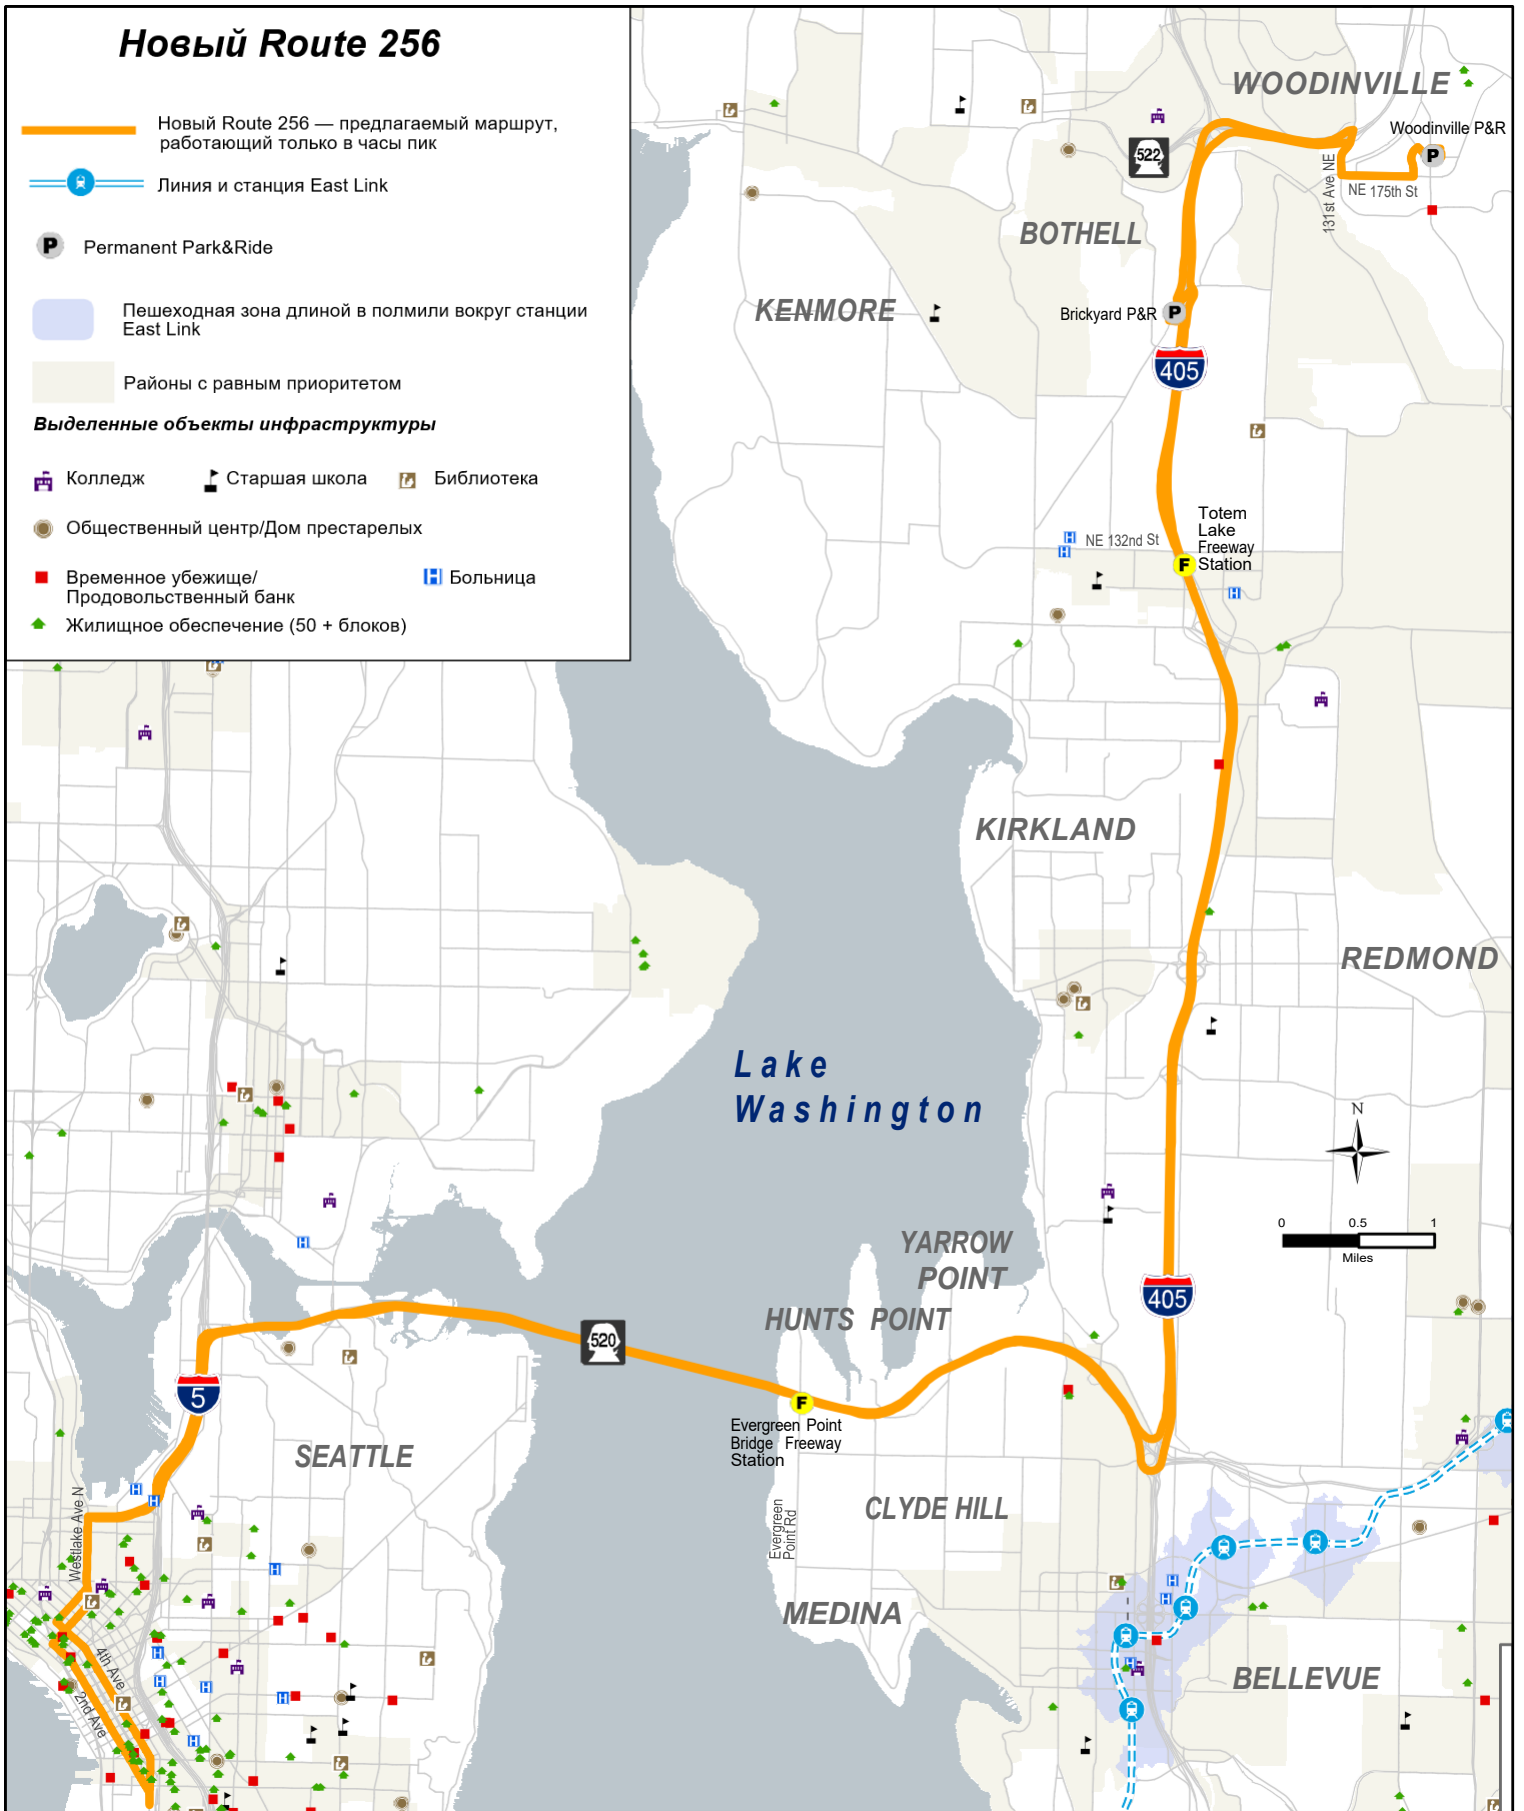 Новый Route 256
Новый Route 256 — предлагаемый маршрут,
работающий только в часы пик
Линия и станция East Link
P
Permanent Park&Ride
Пешеходная зона длиной в полмили вокруг станции
East Link
Районы с равным приоритетом
Выделенные объекты инфраструктуры
Колледж
Старшая школа
Библиотека
Общественный центр/Дом престарелых
Временное убежище/
Продовольственный банк
H
Больница
Жилищное обеспечение (50 + блоков)
WOODINVILLE
Woodinville P&R
P
522
131st Ave NE
NE 175th St
BOTHELL
KENMORE
Brickyard P&R
P
405
NE 132nd St
Totem
Lake
Freeway
Station
F
KIRKLAND
REDMOND
Lake
Washington
N
0 0.5 1
Miles
YARROW
POINT
HUNTS POINT
405
520
5
F
Evergreen Point
Bridge Freeway
Station
SEATTLE
Westlake Ave N
CLYDE HILL
Evergreen
Point Rd
MEDINA
BELLEVUE
4th Ave
2nd Ave